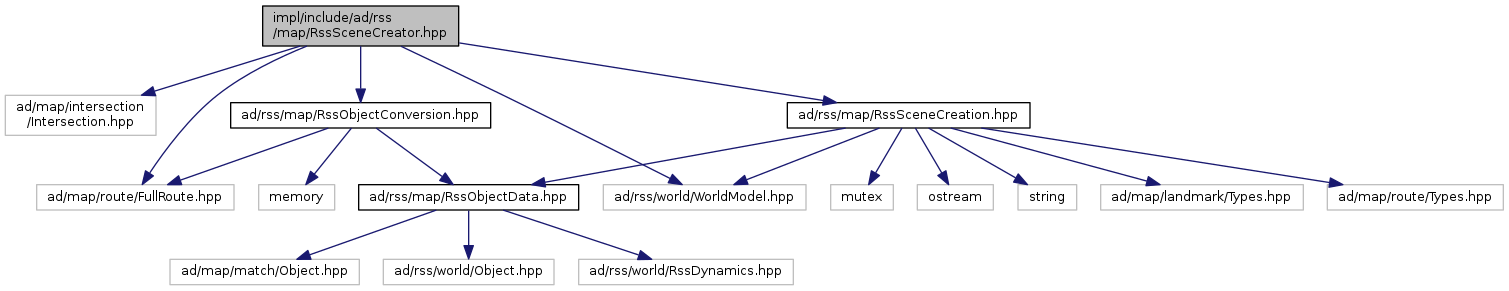 impl/include/ad/rss
/map/RssSceneCreator.hpp
ad/map/intersection
/Intersection.hpp
ad/rss/map/RssObjectConversion.hpp
ad/rss/map/RssSceneCreation.hpp
ad/map/route/FullRoute.hpp
memory
ad/rss/map/RssObjectData.hpp
ad/rss/world/WorldModel.hpp
mutex
ostream
string
ad/map/landmark/Types.hpp
ad/map/route/Types.hpp
ad/map/match/Object.hpp
ad/rss/world/Object.hpp
ad/rss/world/RssDynamics.hpp